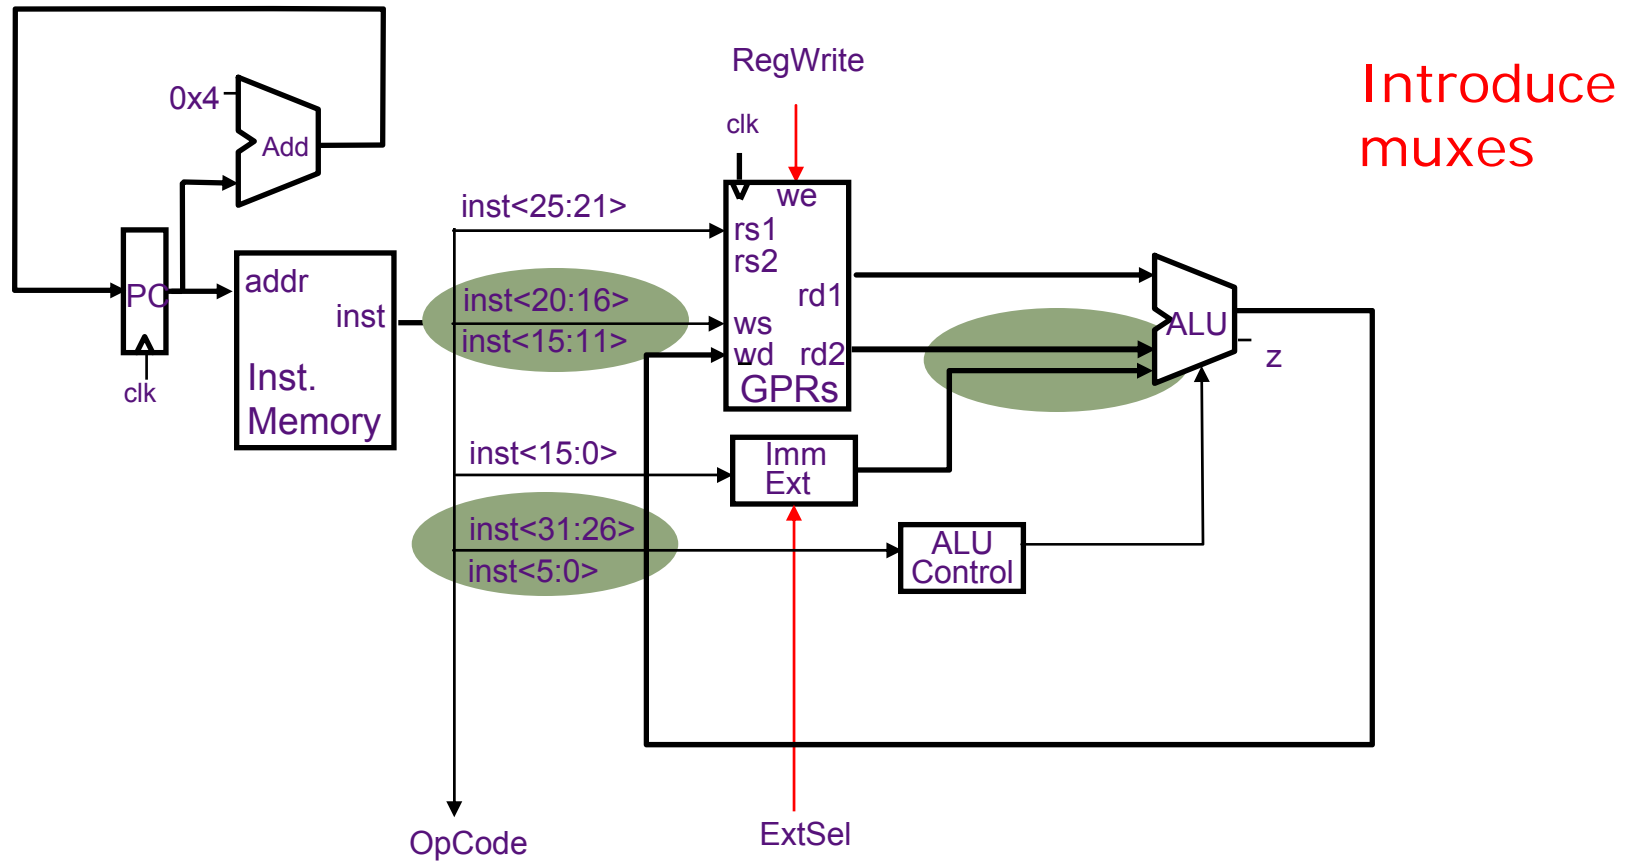 Introduce
muxes
RegWrite
0x4
Add
clk
inst<25:21>
we
rs1
rs2
addr
PC
inst<20:16>
rd1
inst
ws
ALU
inst<15:11>
wd
rd2
z
clk
Inst.
Memory
GPRs
inst<15:0>
Imm
Ext
inst<31:26>
inst<5:0>
ALU
Control
OpCode
ExtSel